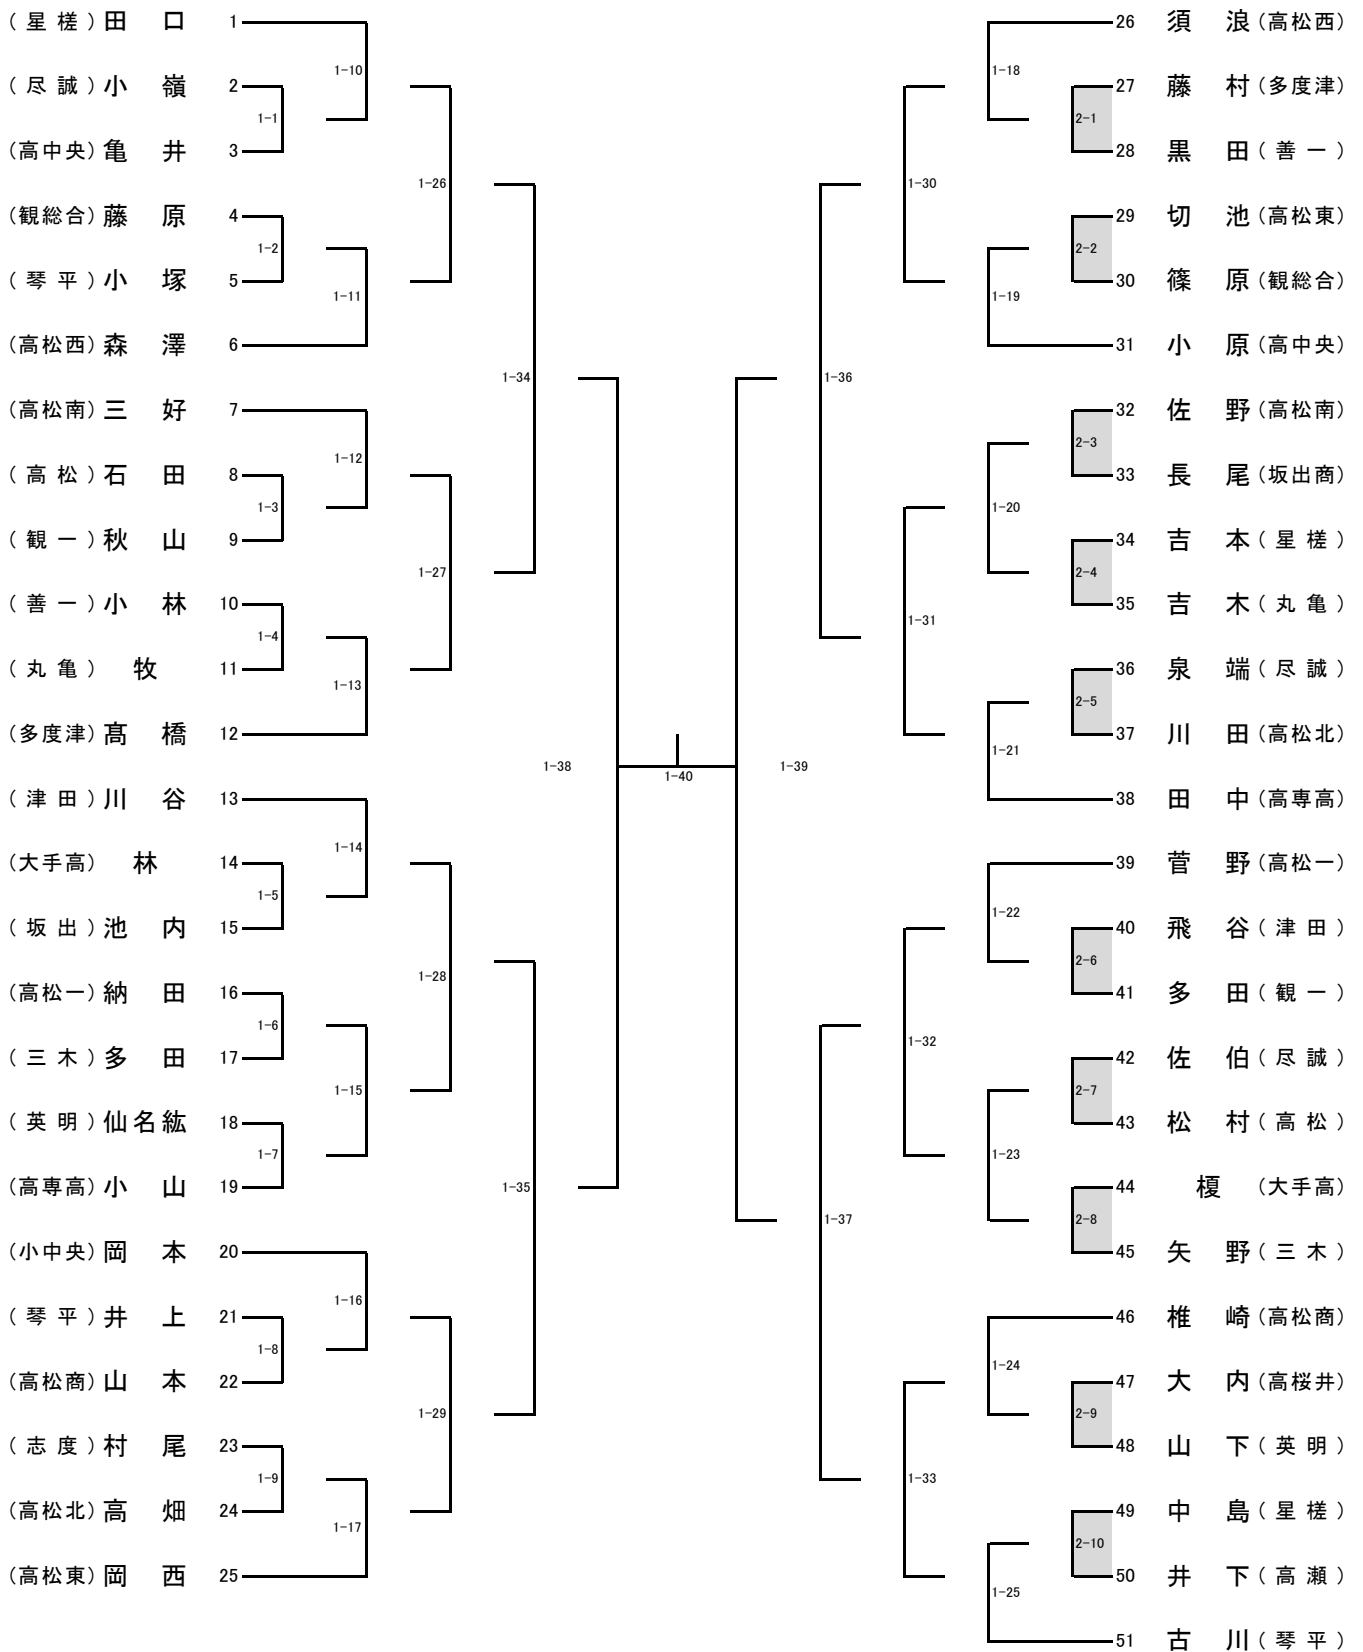 (星槎) 田口 1
(尽誠) 小嶺 2
(高中央) 亀井 3
(観総合) 藤原 4
(琴平) 小塚 5
(高松西) 森澤 6
(高松南) 三好 7
(高松) 石田 8
(観一) 秋山 9
(善一) 小林 10
(丸亀) 牧 11
(多度津) 髙橋 12
(津田) 川谷 13
(大手高) 林 14
(坂出) 池内 15
(高松一) 納田 16
(三木) 多田 17
(英明) 仙名紘 18
(高専高) 小山 19
(小中央) 岡本 20
(琴平) 井上 21
(高松商) 山本 22
(志度) 村尾 23
(高松北) 高畑 24
(高松東) 岡西 25
1-1
1-2
1-3
1-4
1-5
1-6
1-7
1-8
1-9
1-10
1-11
1-12
1-13
1-14
1-15
1-16
1-17
1-26
1-27
1-28
1-29
1-34
1-35
1-38
1-40
1-39
1-36
1-37
1-30
1-31
1-32
1-33
1-18
1-19
1-20
1-21
1-22
1-23
1-24
1-25
2-1
2-2
2-3
2-4
2-5
2-6
2-7
2-8
2-9
2-10
26 須浪 (高松西)
27 藤村 (多度津)
28 黒田 (善一)
29 切池 (高松東)
30 篠原 (観総合)
31 小原 (高中央)
32 佐野 (高松南)
33 長尾 (坂出商)
34 吉本 (星槎)
35 吉木 (丸亀)
36 泉端 (尽誠)
37 川田 (高松北)
38 田中 (高専高)
39 菅野 (高松一)
40 飛谷 (津田)
41 多田 (観一)
42 佐伯 (尽誠)
43 松村 (高松)
44 榎 (大手高)
45 矢野 (三木)
46 椎崎 (高松商)
47 大内 (高桜井)
48 山下 (英明)
49 中島 (星槎)
50 井下 (高瀬)
51 古川 (琴平)